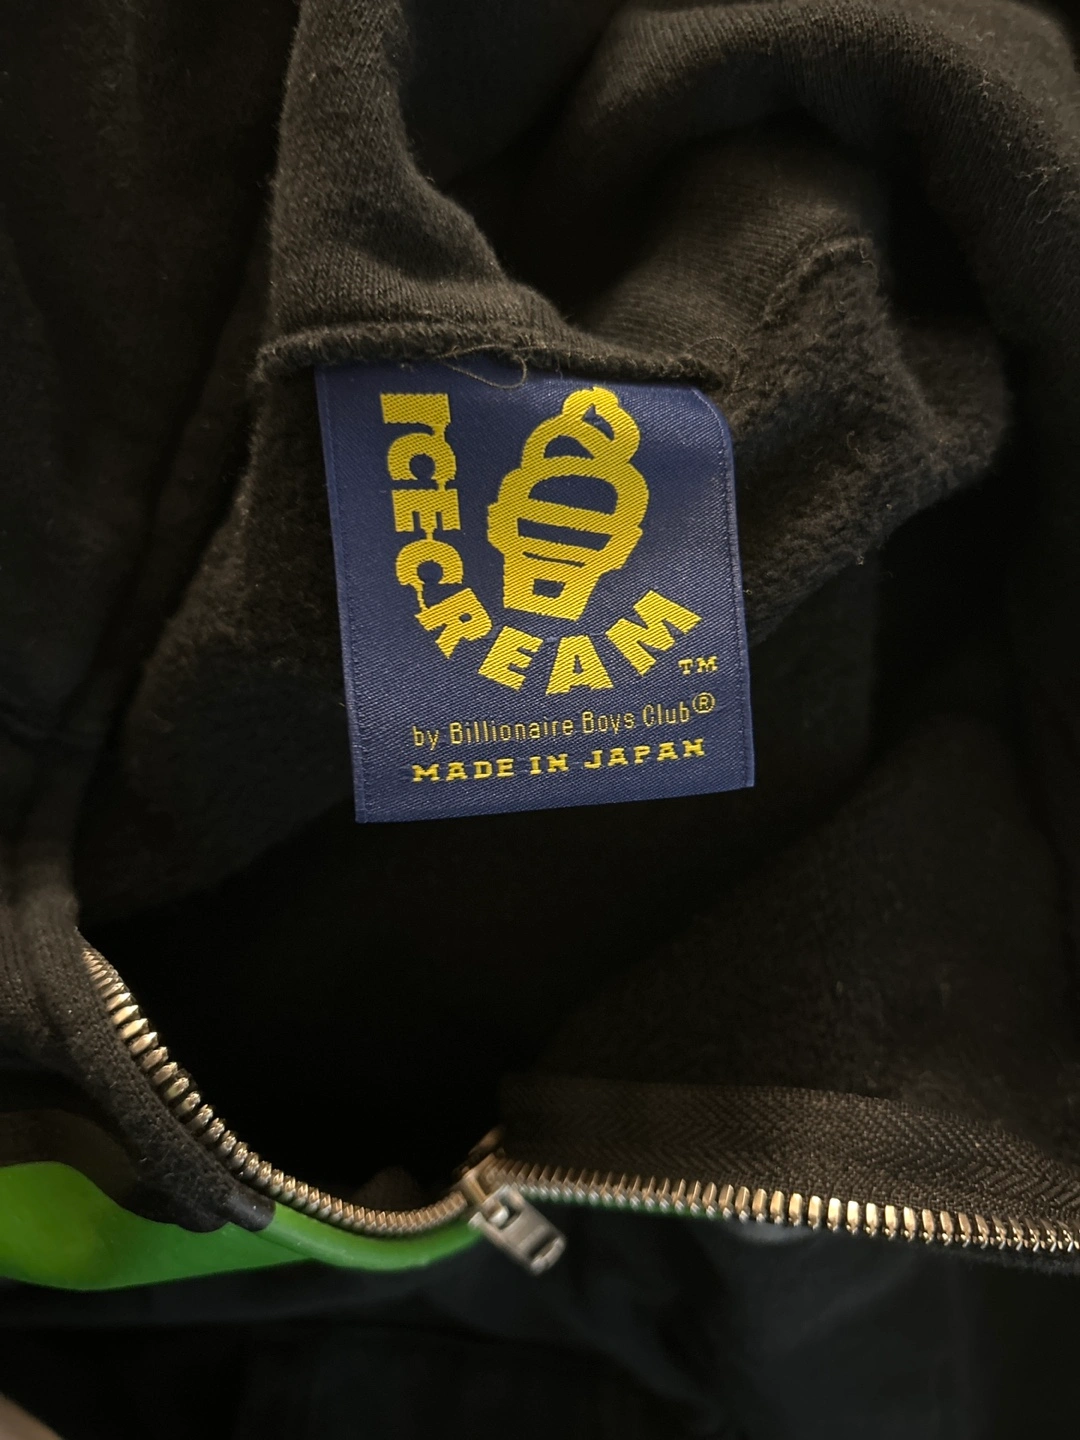 ICECREAM TM
by Billionaire Boys Club®
MADE IN JAPAN